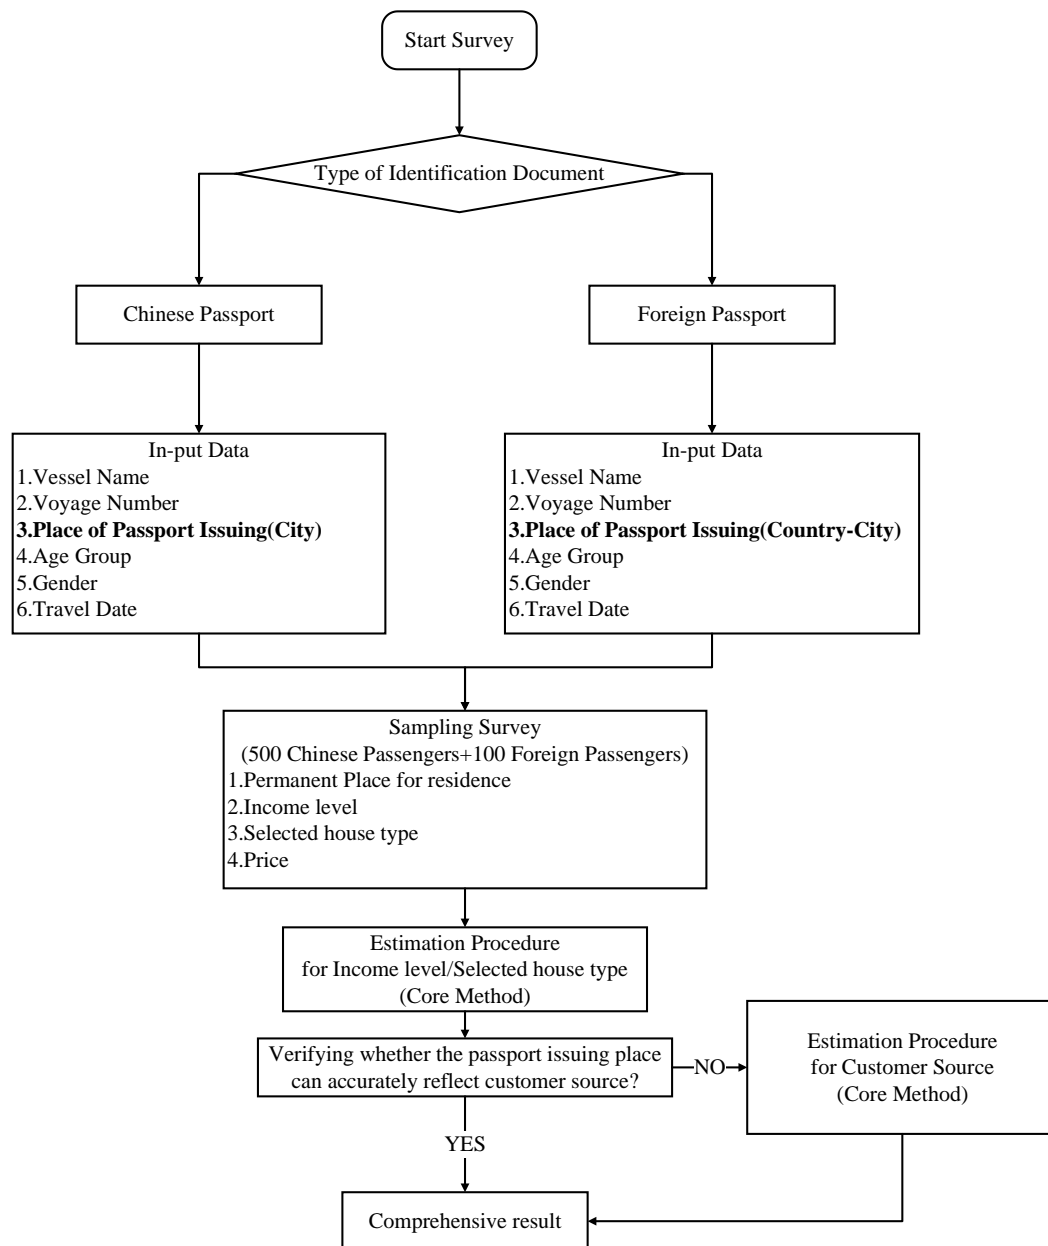 Start Survey
Type of Identification Document
Chinese Passport
Foreign Passport
In-put Data
1.Vessel Name
2.Voyage Number
3.Place of Passport Issuing(City)
4.Age Group
5.Gender
6.Travel Date
In-put Data
1.Vessel Name
2.Voyage Number
3.Place of Passport Issuing(Country-City)
4.Age Group
5.Gender
6.Travel Date
Sampling Survey
(500 Chinese Passengers+100 Foreign Passengers)
1.Permanent Place for residence
2.Income level
3.Selected house type
4.Price
Estimation Procedure
for Income level/Selected house type
(Core Method)
Verifying whether the passport issuing place
can accurately reflect customer source?
NO
Estimation Procedure
for Customer Source
(Core Method)
YES
Comprehensive result